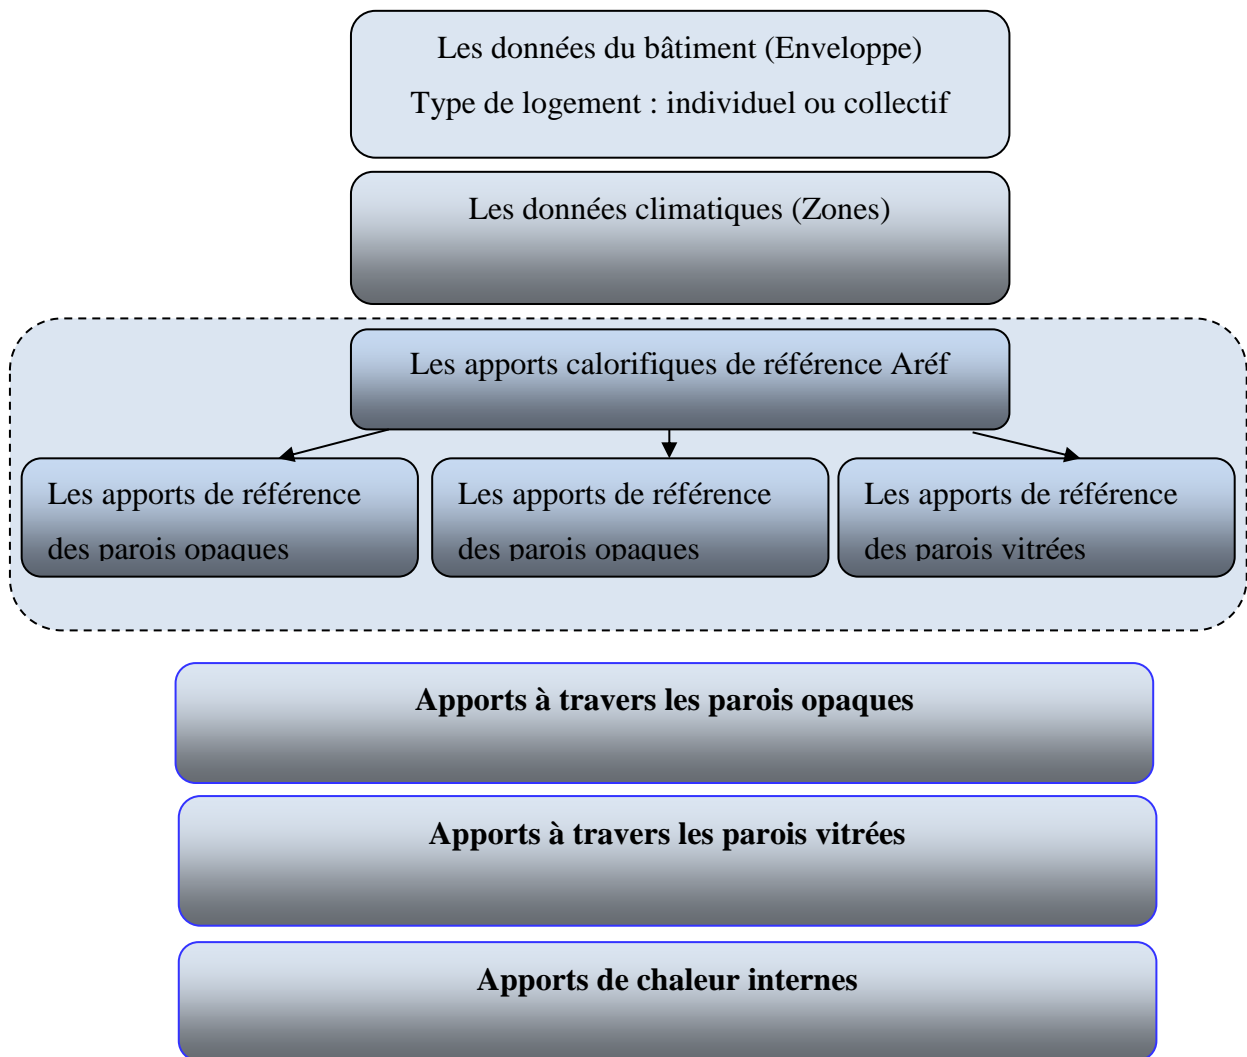 Les données du bâtiment (Enveloppe)
Type de logement : individuel ou collectif
Les données climatiques (Zones)
Les apports calorifiques de référence Aréf
Les apports de référence
des parois opaques
Les apports de référence
des parois opaques
Les apports de référence
des parois vitrées
Apports à travers les parois opaques
Apports à travers les parois vitrées
Apports de chaleur internes